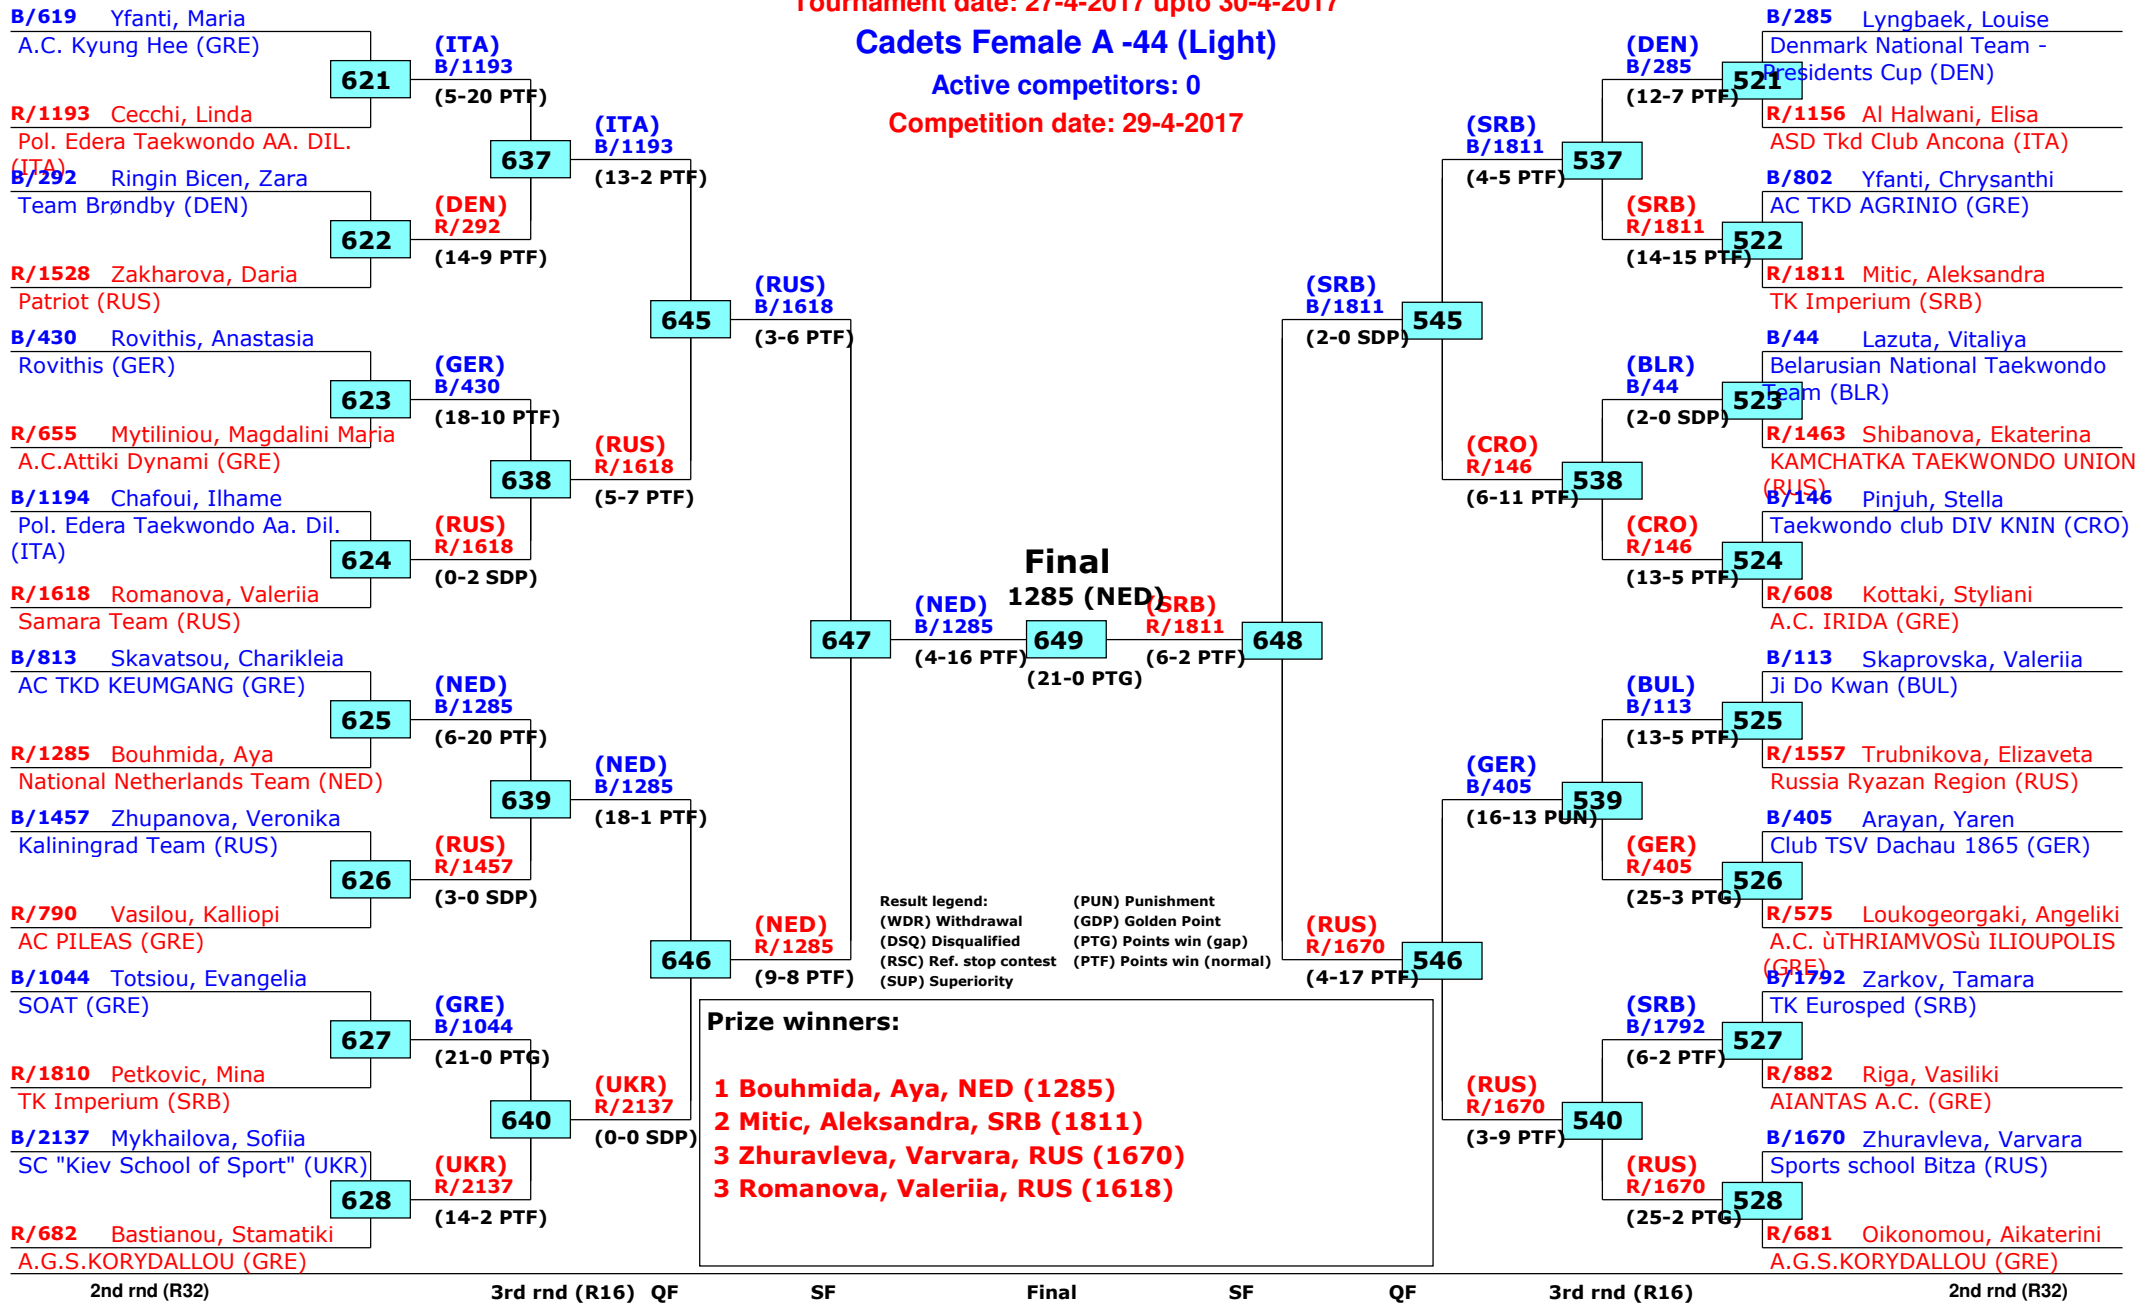 Tournament date: 27-4-2017 upto 30-4-2017
Cadets Female A -44 (Light)
Active competitors: 0
Competition date: 29-4-2017
B/619 Yfanti, Maria
A.C. Kyung Hee (GRE)
621
R/1193 Cecchi, Linda
Pol. Edera Taekwondo AA. DIL.
(ITA)
B/292 Ringin Bicen, Zara
Team Brøndby (DEN)
622
R/1528 Zakharova, Daria
Patriot (RUS)
B/430 Rovithis, Anastasia
Rovithis (GER)
623
R/655 Mytiliniou, Magdalini Maria
A.C.Attiki Dynami (GRE)
B/1194 Chafoui, Ilhame
Pol. Edera Taekwondo Aa. Dil.
(ITA)
624
R/1618 Romanova, Valeriia
Samara Team (RUS)
B/813 Skavatsou, Charikleia
AC TKD KEUMGANG (GRE)
625
R/1285 Bouhmida, Aya
National Netherlands Team (NED)
B/1457 Zhupanova, Veronika
Kaliningrad Team (RUS)
626
R/790 Vasilou, Kalliopi
AC PILEAS (GRE)
B/1044 Totsiou, Evangelia
SOAT (GRE)
627
R/1810 Petkovic, Mina
TK Imperium (SRB)
B/2137 Mykhailova, Sofiia
SC "Kiev School of Sport" (UKR)
628
R/682 Bastianou, Stamatiki
A.G.S.KORYDALLOU (GRE)
(ITA)
B/1193
(5-20 PTF)
637
(DEN)
R/292
(14-9 PTF)
(GER)
B/430
(18-10 PTF)
638
(RUS)
R/1618
(0-2 SDP)
(NED)
B/1285
(6-20 PTF)
639
(RUS)
R/1457
(3-0 SDP)
(GRE)
B/1044
(21-0 PTG)
640
(UKR)
R/2137
(14-2 PTF)
(ITA)
B/1193
(13-2 PTF)
645
(RUS)
R/1618
(5-7 PTF)
(NED)
B/1285
(18-1 PTF)
646
(UKR)
R/2137
(0-0 SDP)
(RUS)
B/1618
(3-6 PTF)
647
(NED)
R/1285
(9-8 PTF)
Final
1285 (NED)
(NED)
B/1285
(4-16 PTF)
649
(21-0 PTG)
(SRB)
R/1811
(6-2 PTF)
648
(SRB)
B/1811
(2-0 SDP)
545
(RUS)
R/1670
(4-17 PTF)
546
(SRB)
B/1811
(4-5 PTF)
537
(CRO)
R/146
(6-11 PTF)
538
(GER)
B/405
(16-13 PUN)
539
(RUS)
R/1670
(3-9 PTF)
540
(DEN)
B/285
(12-7 PTF)
(SRB)
R/1811
(14-15 PTF)
(BLR)
B/44
(2-0 SDP)
(CRO)
R/146
(13-5 PTF)
(BUL)
B/113
(13-5 PTF)
(GER)
R/405
(25-3 PTG)
(SRB)
B/1792
(6-2 PTF)
(RUS)
R/1670
(25-2 PTG)
B/285 Lyngbaek, Louise
Denmark National Team -
Presidents Cup (DEN)
521
R/1156 Al Halwani, Elisa
ASD Tkd Club Ancona (ITA)
B/802 Yfanti, Chrysanthi
AC TKD AGRINIO (GRE)
522
R/1811 Mitic, Aleksandra
TK Imperium (SRB)
B/44 Lazuta, Vitaliya
Belarusian National Taekwondo
Team (BLR)
523
R/1463 Shibanova, Ekaterina
KAMCHATKA TAEKWONDO UNION
(RUS)
B/146 Pinjuh, Stella
Taekwondo club DIV KNIN (CRO)
524
R/608 Kottaki, Styliani
A.C. IRIDA (GRE)
B/113 Skaprovska, Valeriia
Ji Do Kwan (BUL)
525
R/1557 Trubnikova, Elizaveta
Russia Ryazan Region (RUS)
B/405 Arayan, Yaren
Club TSV Dachau 1865 (GER)
526
R/575 Loukogeorgaki, Angeliki
A.C. ùTHRIAMVOSù ILIOUPOLIS
(GRE)
B/1792 Zarkov, Tamara
TK Eurosped (SRB)
527
R/882 Riga, Vasiliki
AIANTAS A.C. (GRE)
B/1670 Zhuravleva, Varvara
Sports school Bitza (RUS)
528
R/681 Oikonomou, Aikaterini
A.G.S.KORYDALLOU (GRE)
Result legend: (PUN) Punishment
(WDR) Withdrawal (GDP) Golden Point
(DSQ) Disqualified (PTG) Points win (gap)
(RSC) Ref. stop contest (PTF) Points win (normal)
(SUP) Superiority
Prize winners:
1 Bouhmida, Aya, NED (1285)
2 Mitic, Aleksandra, SRB (1811)
3 Zhuravleva, Varvara, RUS (1670)
3 Romanova, Valeriia, RUS (1618)
2nd rnd (R32) 3rd rnd (R16) QF SF Final SF QF 3rd rnd (R16) 2nd rnd (R32)